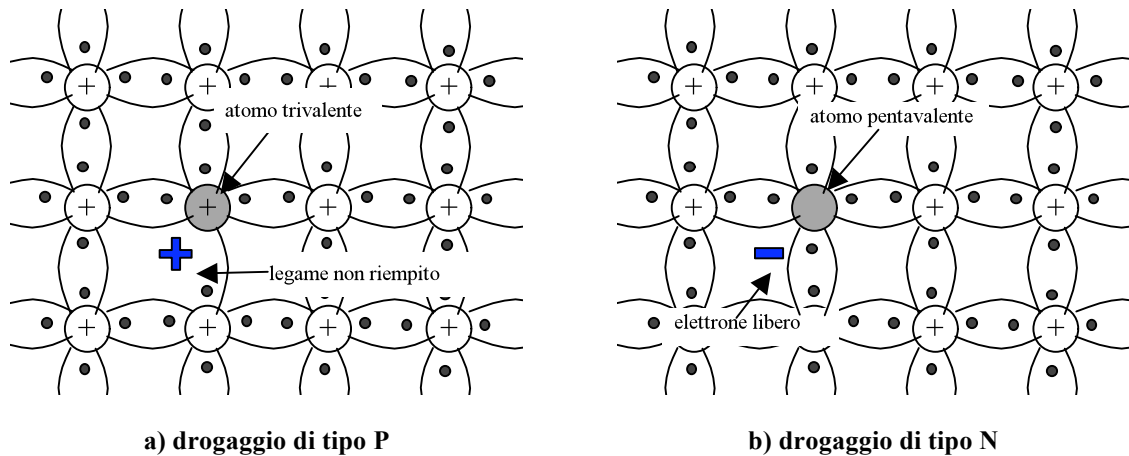 atomo trivalente
legame non riempito
a) drogaggio di tipo P
atomo pentavalente
elettrone libero
b) drogaggio di tipo N